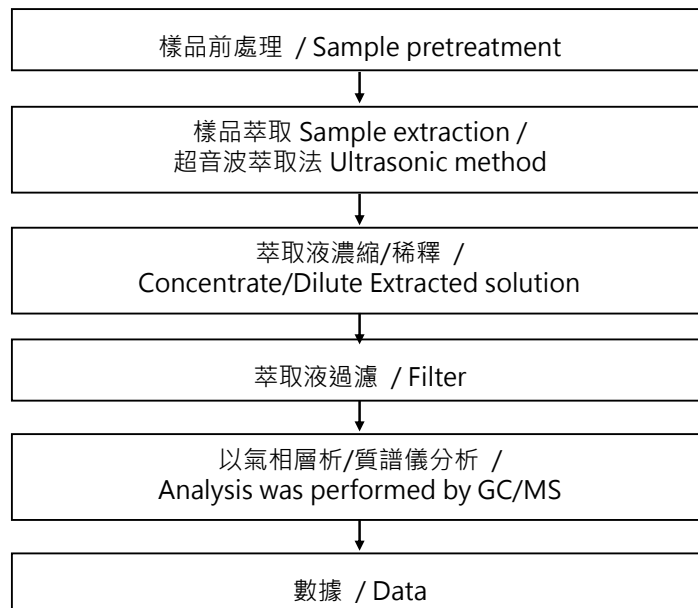 樣品前處理 / Sample pretreatment
樣品萃取 Sample extraction /
超音波萃取法 Ultrasonic method
萃取液濃縮/稀釋 /
Concentrate/Dilute Extracted solution
萃取液過濾 / Filter
以氣相層析/質譜儀分析 /
Analysis was performed by GC/MS
數據 / Data